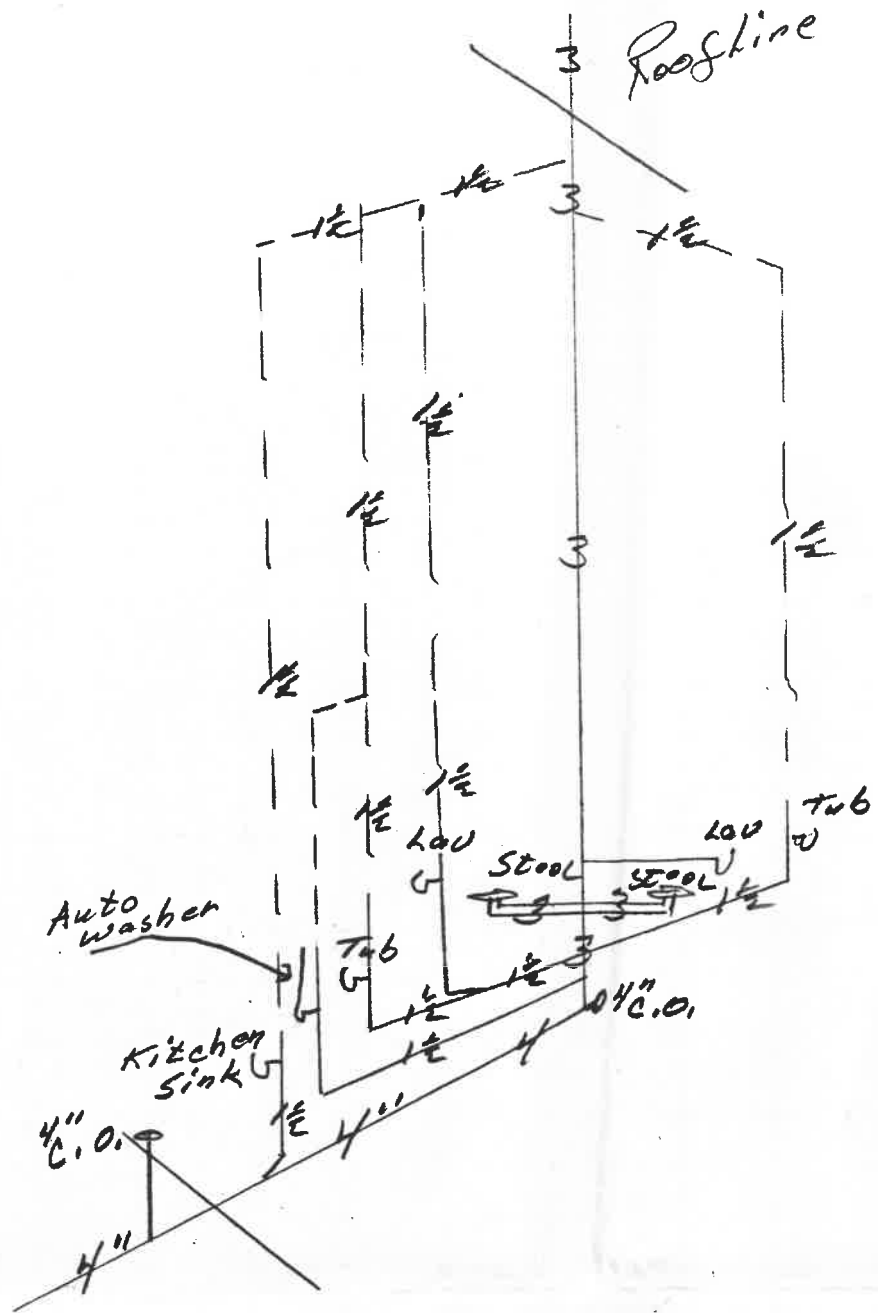 3
Roofline
1½
1½
3
1½
1½
1½
3
1½
1½
1½
1½
Tub
Lav
Lav
Stool
Stool
3
3
1½
Auto
washer
Tub
1½
3
1½
4" C.O.
1½
4
Kitchen
Sink
1½
4"
4"
C.O.
4"